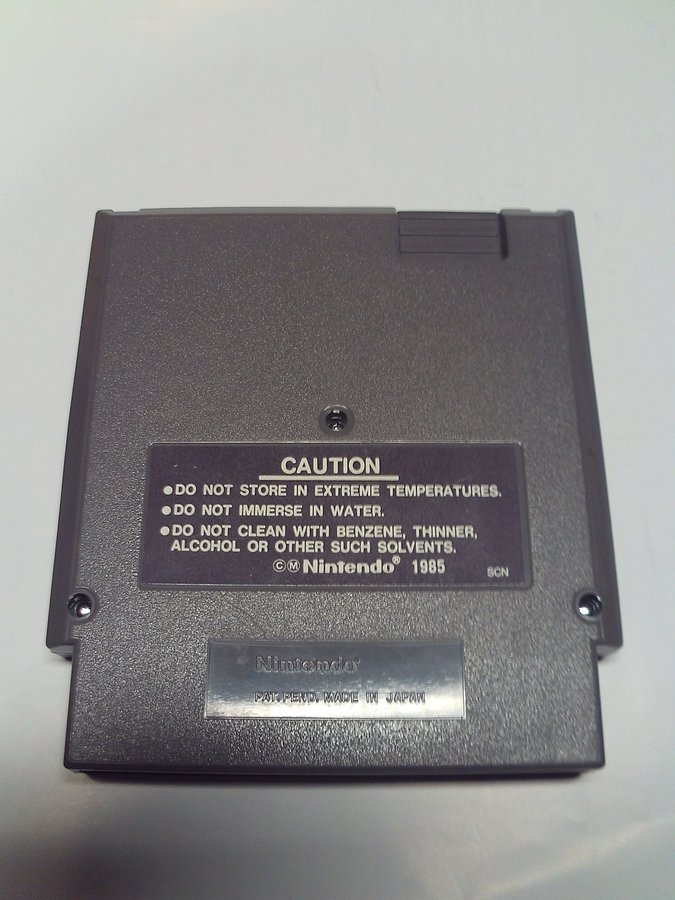 CAUTION
●DO NOT STORE IN EXTREME TEMPERATURES.
●DO NOT IMMERSE IN WATER.
●DO NOT CLEAN WITH BENZENE, THINNER,
ALCOHOL OR OTHER SUCH SOLVENTS.
©Ⓜ Nintendo® 1985
SCN
Nintendo®
PAT. PEND. MADE IN JAPAN